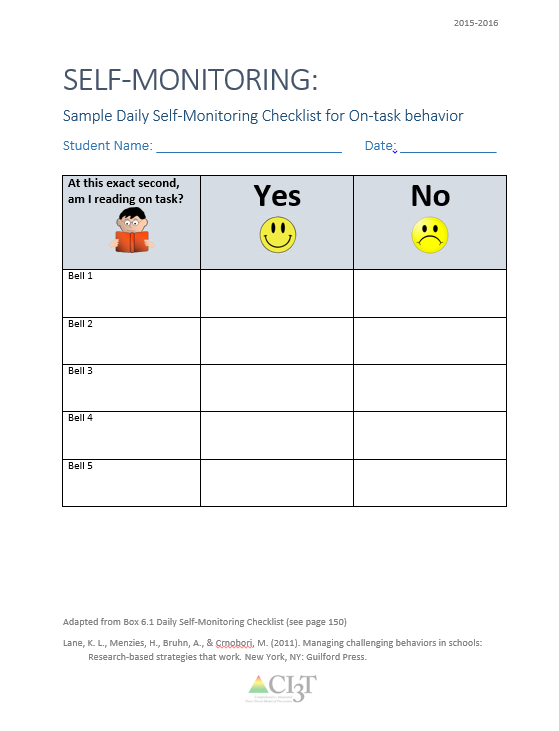 2015-2016
SELF-MONITORING:
Sample Daily Self-Monitoring Checklist for On-task behavior
Student Name: ______________________________ Date: _______________
At this exact second,
am I reading on task?
Yes
No
Bell 1
Bell 2
Bell 3
Bell 4
Bell 5
Adapted from Box 6.1 Daily Self-Monitoring Checklist (see page 150)
Lane, K. L., Menzies, H., Bruhn, A., & Crnobori, M. (2011). Managing challenging behaviors in schools:
Research-based strategies that work. New York, NY: Guilford Press.
CI3T